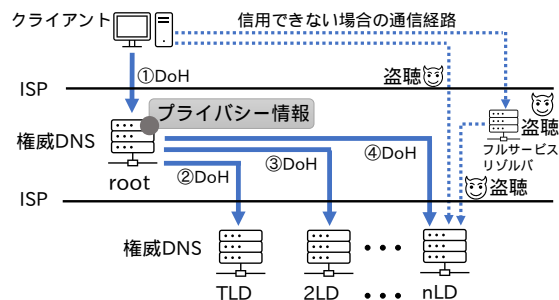 クライアント
信用できない場合の通信経路
①DoH
盗聴
ISP
プライバシー情報
権威DNS
盗聴
フルサービス
リゾルバ
root
②DoH
③DoH
④DoH
盗聴
ISP
権威DNS
TLD
2LD
nLD